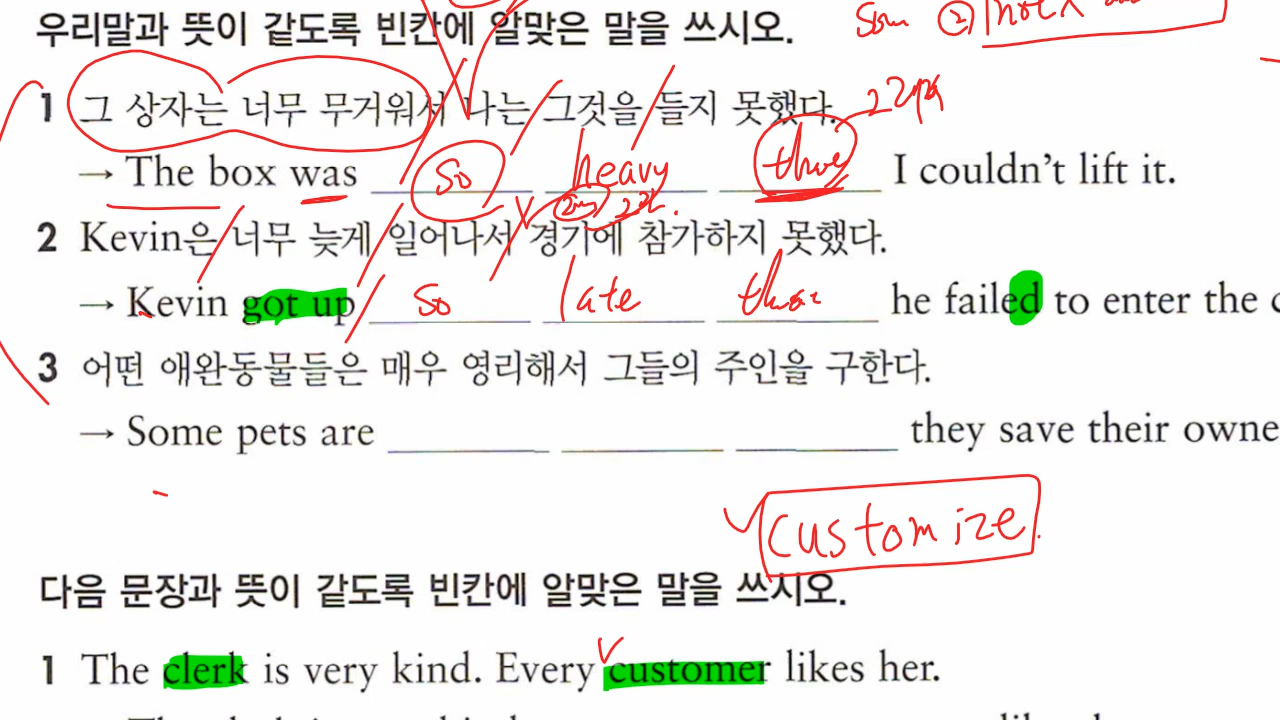 우리말과 뜻이 같도록 빈칸에 알맞은 말을 쓰시오.
1 그 상자는 너무 무거워서 나는 그것을 들지 못했다.
→ The box was so heavy that I couldn't lift it.
2 Kevin은 너무 늦게 일어나서 경기에 참가하지 못했다.
→ Kevin got up so late that he failed to enter the
3 어떤 애완동물들은 매우 영리해서 그들의 주인을 구한다.
→ Some pets are ___ ___ ___ they save their owne
customize
다음 문장과 뜻이 같도록 빈칸에 알맞은 말을 쓰시오.
1 The clerk is very kind. Every customer likes her.